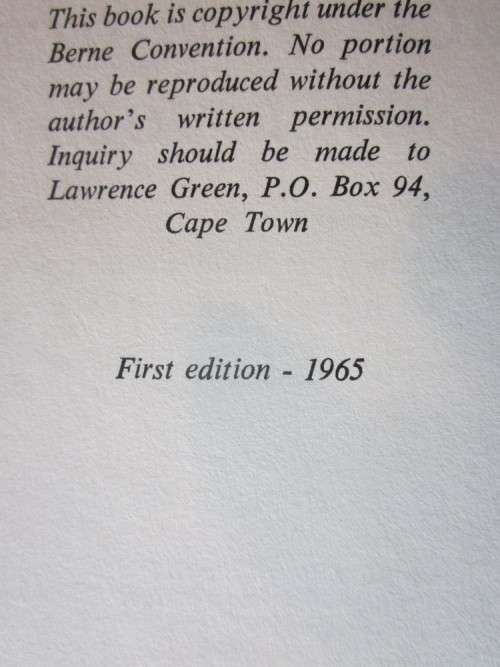 This book is copyright under the
Berne Convention. No portion
may be reproduced without the
author's written permission.
Inquiry should be made to
Lawrence Green, P.O. Box 94,
Cape Town
First edition - 1965